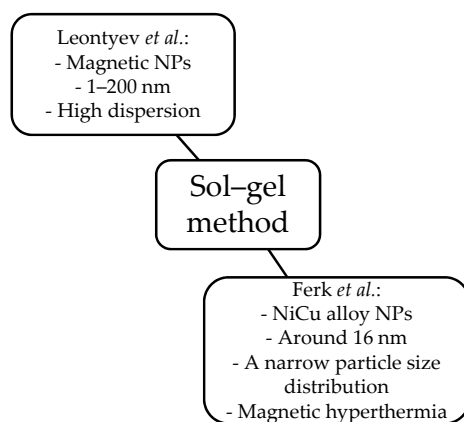 Leontyev et al.:
- Magnetic NPs
- 1–200 nm
- High dispersion
Sol–gel
method
Ferk et al.:
- NiCu alloy NPs
- Around 16 nm
- A narrow particle size
distribution
- Magnetic hyperthermia